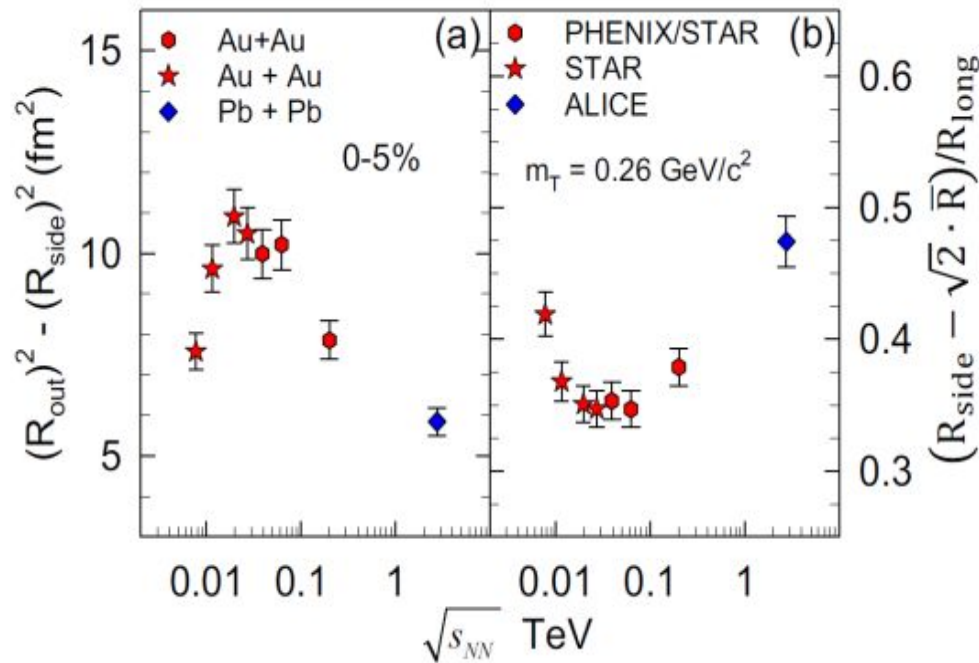 15
10
5
(R_out)^2 - (R_side)^2 (fm^2)
(a)
Au+Au
Au + Au
Pb + Pb
0-5%
0.01
0.1
1
(b)
PHENIX/STAR
STAR
ALICE
m_T = 0.26 GeV/c^2
0.01
0.1
1
0.6
0.5
0.4
0.3
(R_side − √2 · R̄)/R_long
√s_NN TeV